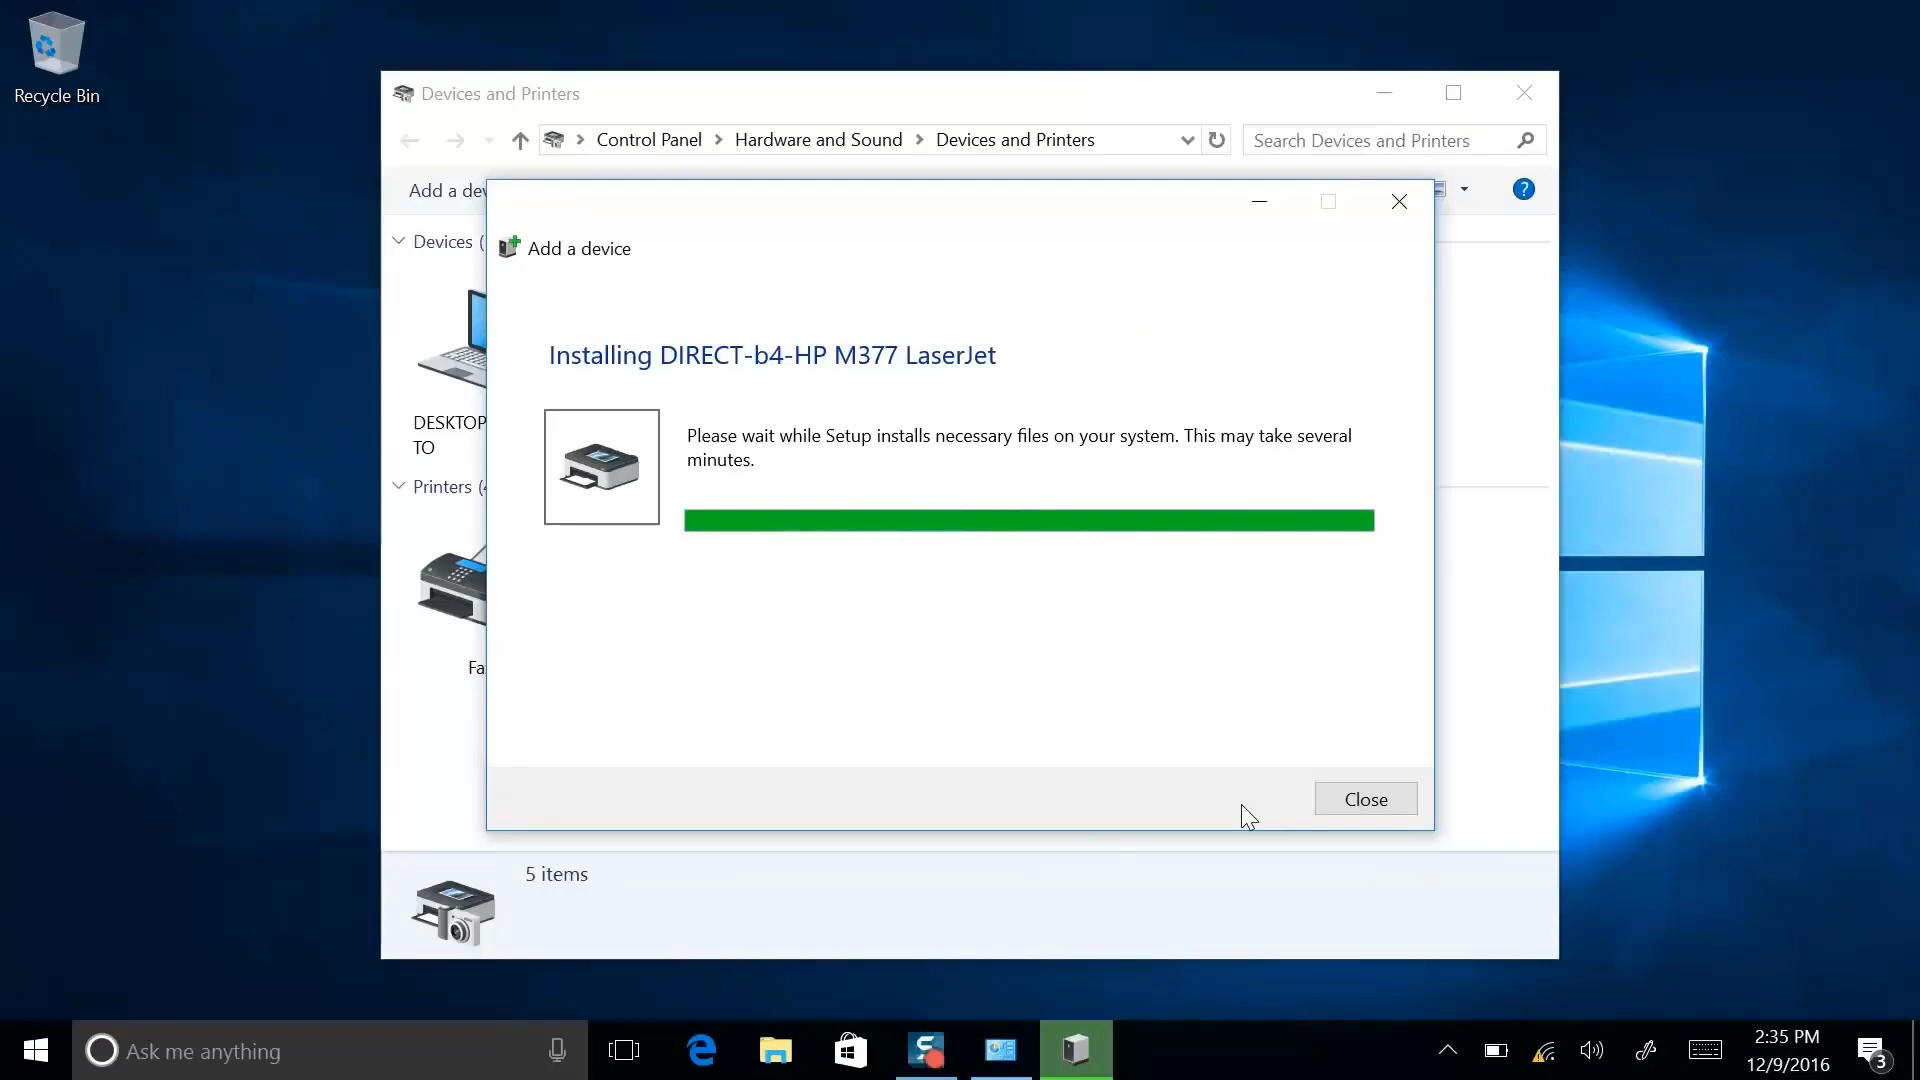 Recycle Bin
Devices and Printers
Control Panel
Hardware and Sound
Devices and Printers
Search Devices and Printers
Add a
?
Add a device
Devices (
Installing DIRECT-b4-HP M377 LaserJet
Please wait while Setup installs necessary files on your system. This may take several
minutes.
DESKTOP
TO
Printers (
Close
5 items
Ask me anything
2:35 PM
12/9/2016
3